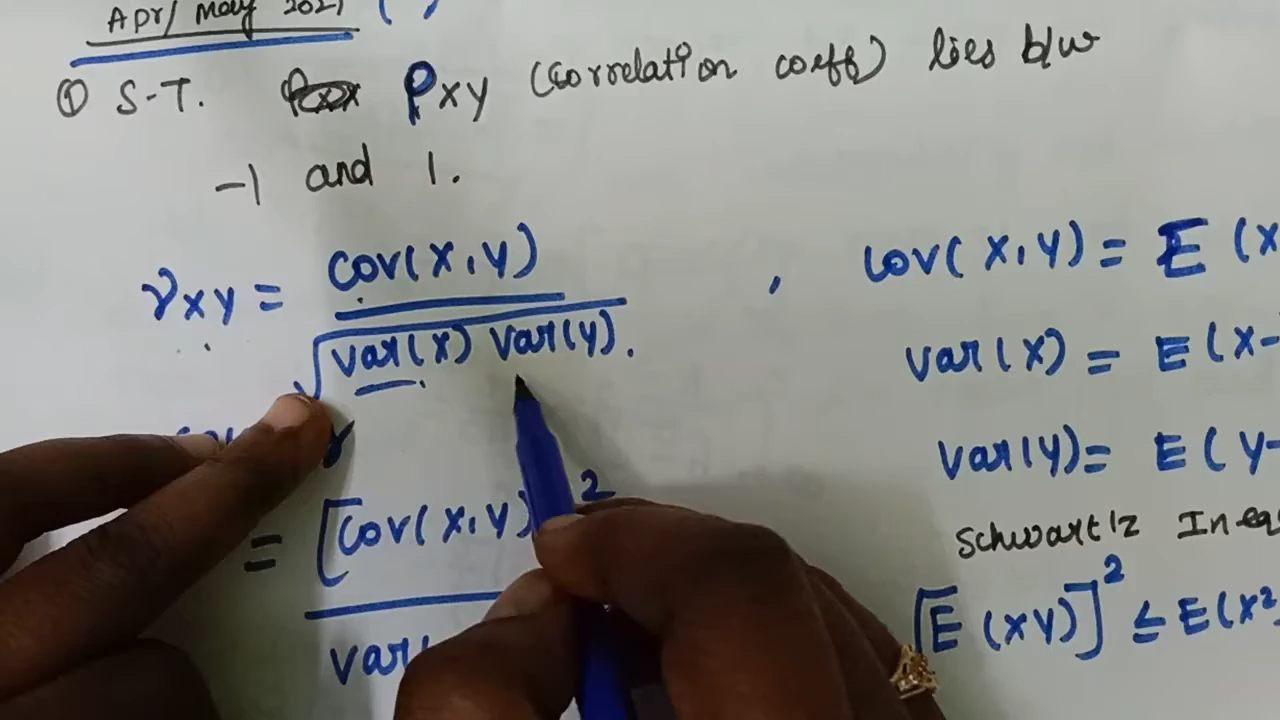 Apr/ May 2021 ( )
① S.T. ρxy (correlation coeff) lies b/w
-1 and 1.
γxy = cov(X,Y) / √var(X) var(Y).
= [cov(X,Y)]²
var(
, cov(X,Y) = E(X
var(X) = E(X-
var(Y) = E(Y-
Schwartz Ineq
[E(XY)]² ≤ E(X²